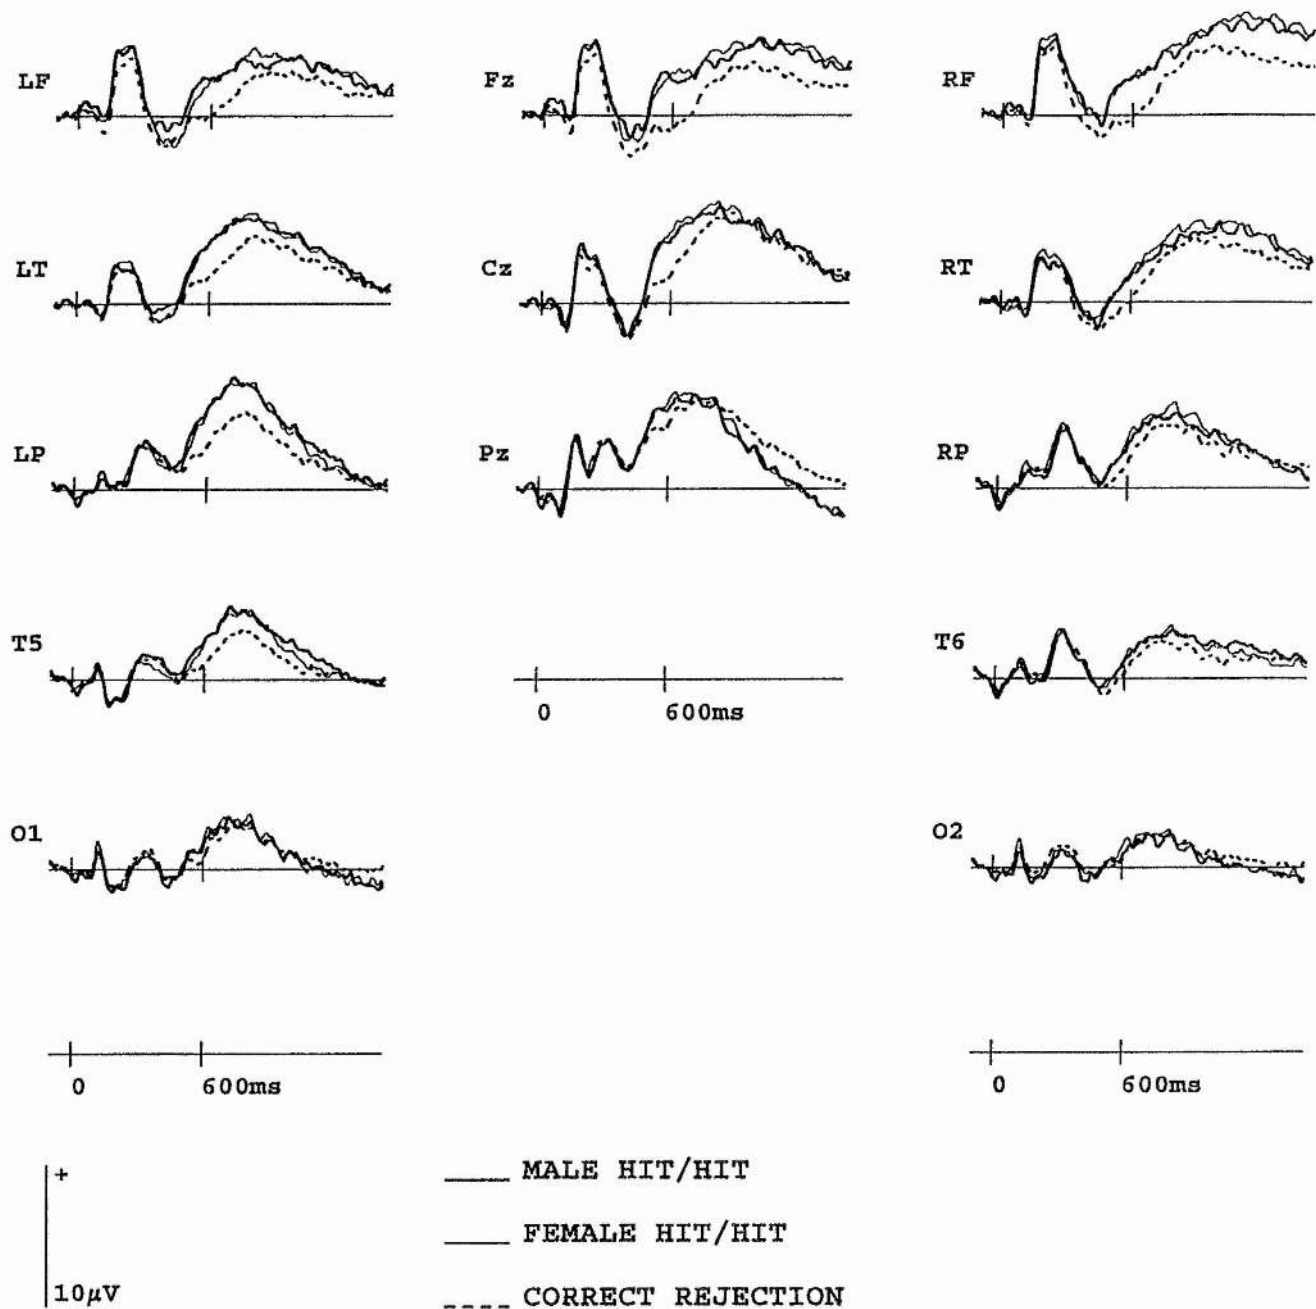 LF Fz RF
LT Cz RT
LP Pz RP
T5 T6
0 600ms
O1 O2
0 600ms 0 600ms
+
MALE HIT/HIT
FEMALE HIT/HIT
10μV
CORRECT REJECTION